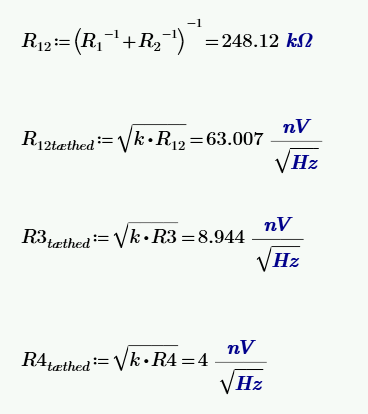 R₁₂ := (R₁⁻¹ + R₂⁻¹)⁻¹ = 248.12 kΩ
R₁₂tæthed := √(k · R₁₂) = 63.007 nV/√Hz
R3tæthed := √(k · R3) = 8.944 nV/√Hz
R4tæthed := √(k · R4) = 4 nV/√Hz